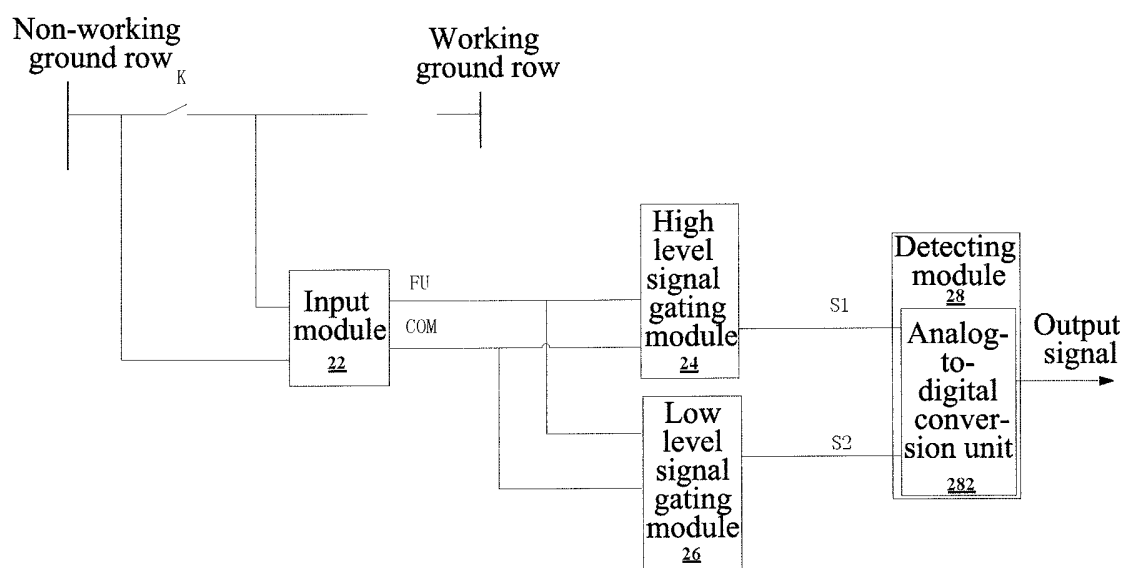 Non-working
ground row
K
Working
ground row
Input
module
22
FU
COM
High
level
signal
gating
module
24
Low
level
signal
gating
module
26
S1
S2
Detecting
module
28
Analog-
to-
digital
conver-
sion unit
282
Output
signal